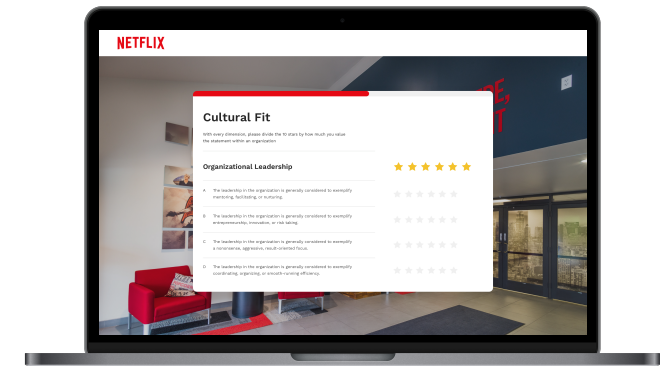 NETFLIX
Cultural Fit
With every dimension, please divide the 10 stars by how much you value
the statement within an organization
Organizational Leadership
A The leadership in the organization is generally considered to exemplify
mentoring, facilitating, or nurturing.
B The leadership in the organization is generally considered to exemplify
entrepreneurship, innovation, or risk taking.
C The leadership in the organization is generally considered to exemplify
a nononsense, aggressive, result-oriented focus.
D The leadership in the organization is generally considered to exemplify
coordinating, organizing, or smooth-running efficiency.